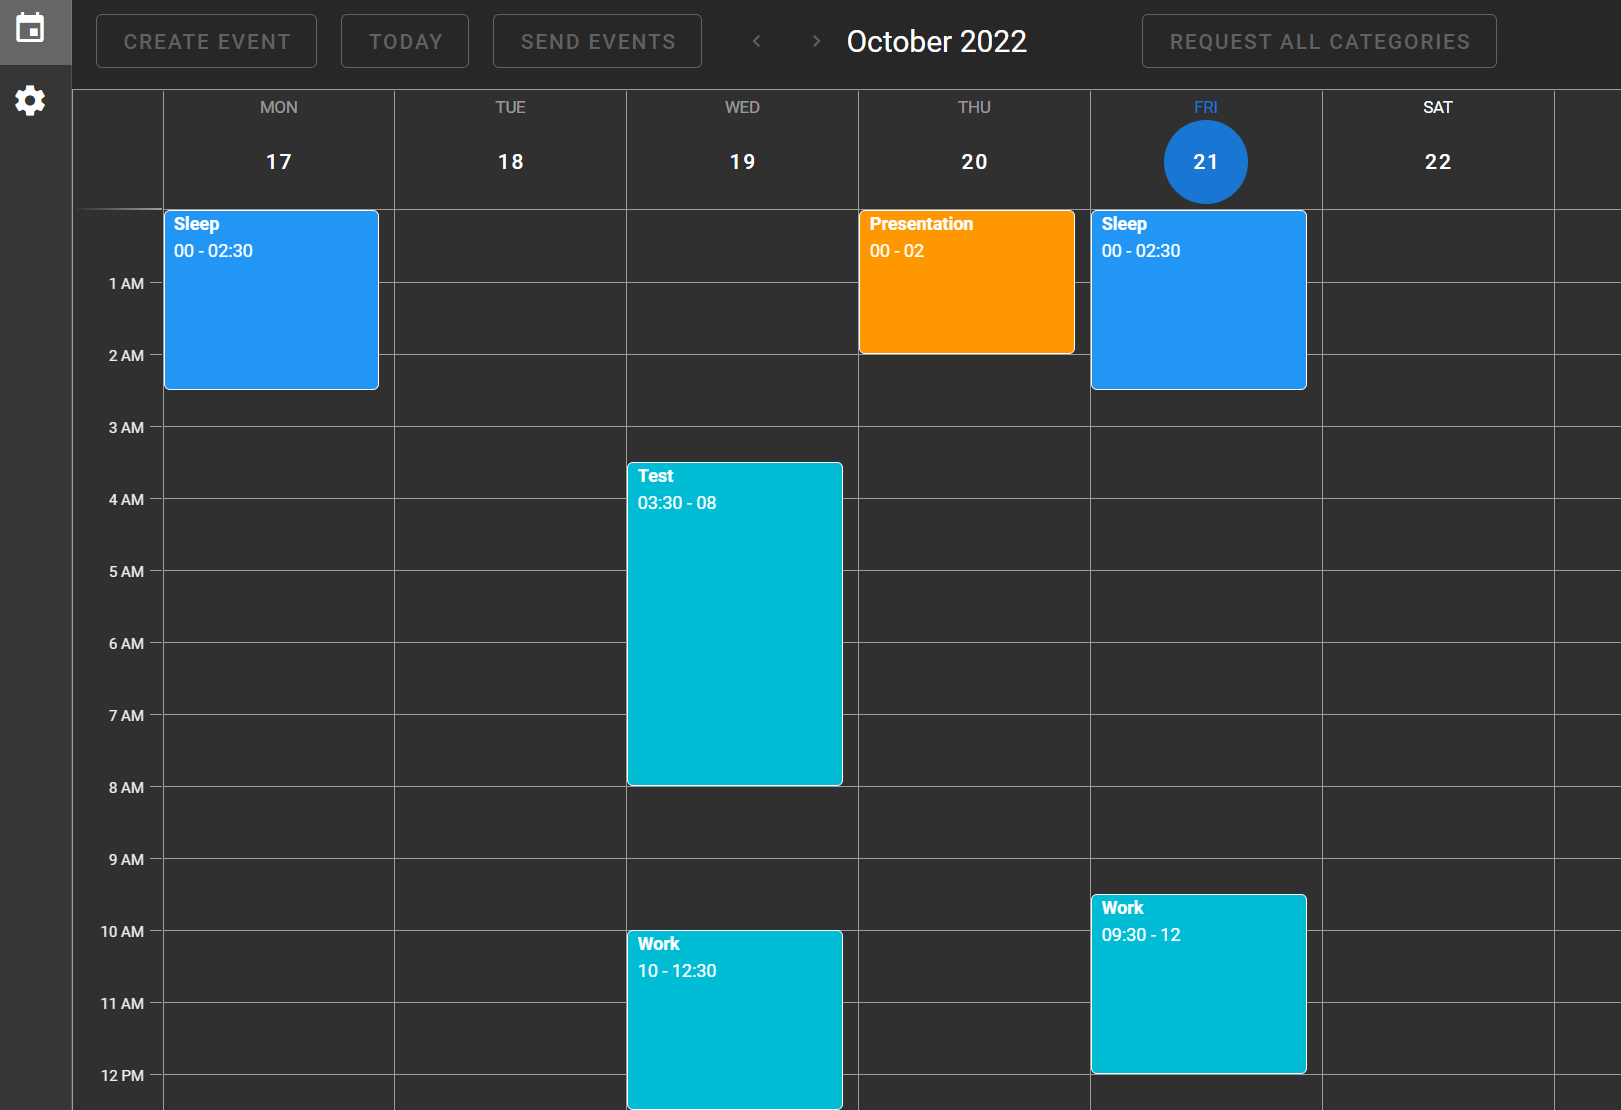 CREATE EVENT
TODAY
SEND EVENTS
October 2022
REQUEST ALL CATEGORIES
MON
TUE
WED
THU
FRI
SAT
17
18
19
20
21
22
Sleep
00 - 02:30
Presentation
00 - 02
Sleep
00 - 02:30
1 AM
2 AM
3 AM
Test
03:30 - 08
4 AM
5 AM
6 AM
7 AM
8 AM
9 AM
Work
09:30 - 12
10 AM
Work
10 - 12:30
11 AM
12 PM